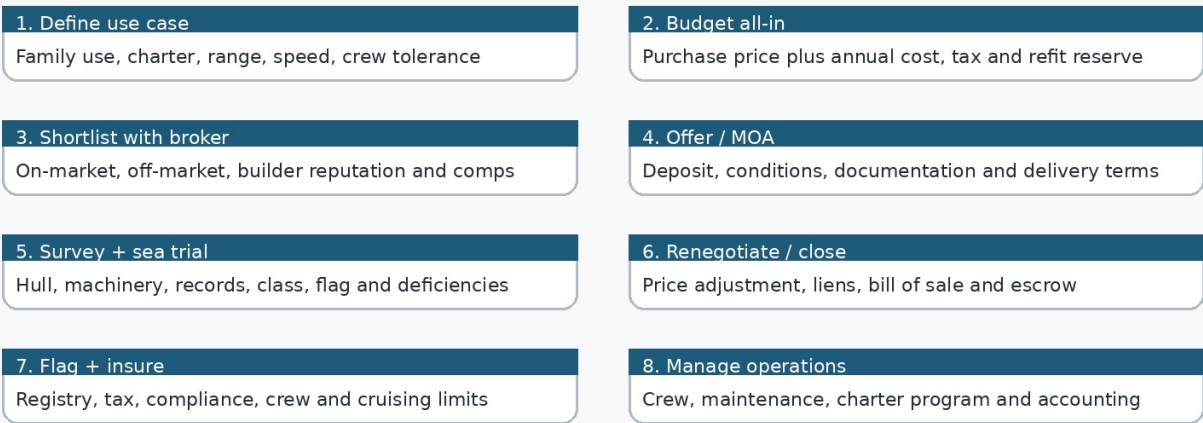 1. Define use case
Family use, charter, range, speed, crew tolerance
2. Budget all-in
Purchase price plus annual cost, tax and refit reserve
3. Shortlist with broker
On-market, off-market, builder reputation and comps
4. Offer / MOA
Deposit, conditions, documentation and delivery terms
5. Survey + sea trial
Hull, machinery, records, class, flag and deficiencies
6. Renegotiate / close
Price adjustment, liens, bill of sale and escrow
7. Flag + insure
Registry, tax, compliance, crew and cruising limits
8. Manage operations
Crew, maintenance, charter program and accounting